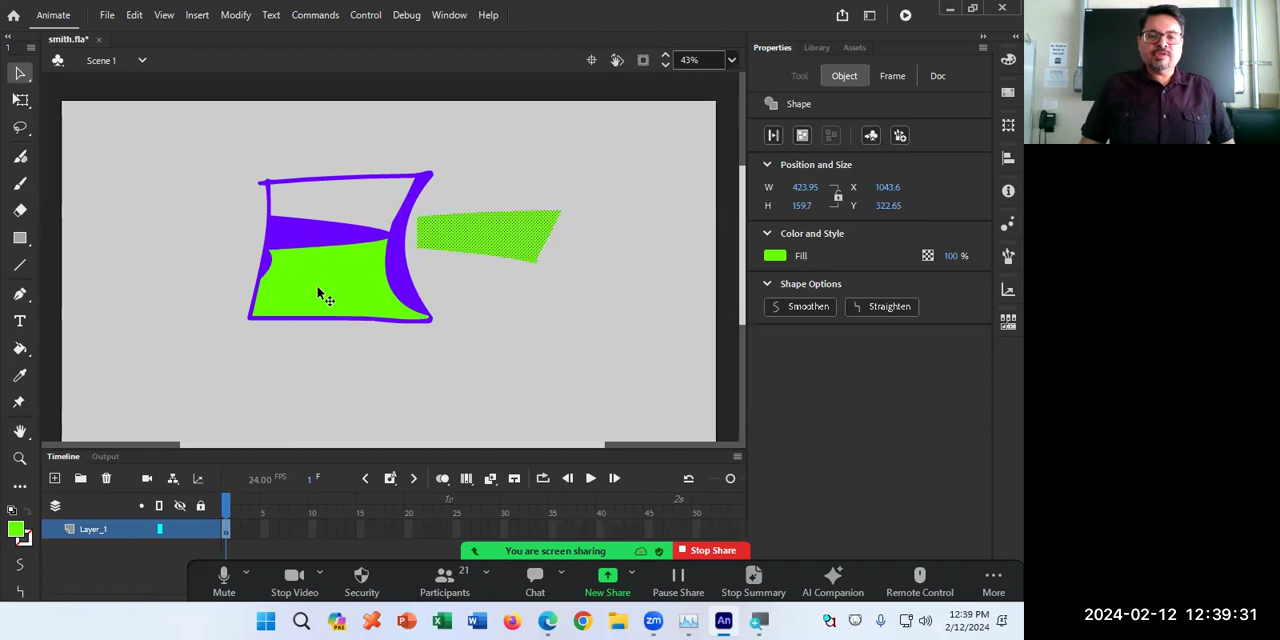 Animate File Edit View Insert Modify Text Commands Control Debug Window Help
smith.fla* ×
1 Scene 1 43%
Properties Library Assets
Tool Object Frame Doc
Shape
Position and Size
W 423.95 X 1043.6
H 159.7 Y 322.65
Color and Style
Fill 100 %
Shape Options
Smoothen Straighten
Timeline Output
24.00 FPS 1 F
1s 2s
5 10 15 20 25 30 35 40 45 50
Layer_1
You are screen sharing Stop Share
21
Mute Stop Video Security Participants Chat New Share Pause Share Stop Summary AI Companion Remote Control More
12:39 PM
2/12/2024
2024-02-12 12:39:31